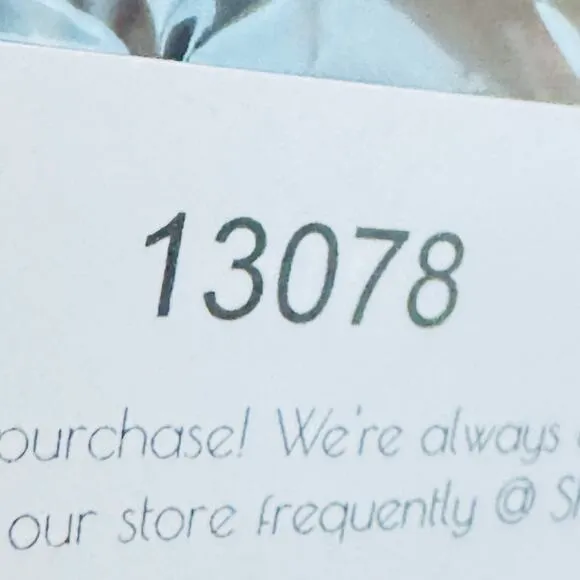 13078
purchase! We're always
our store frequently @